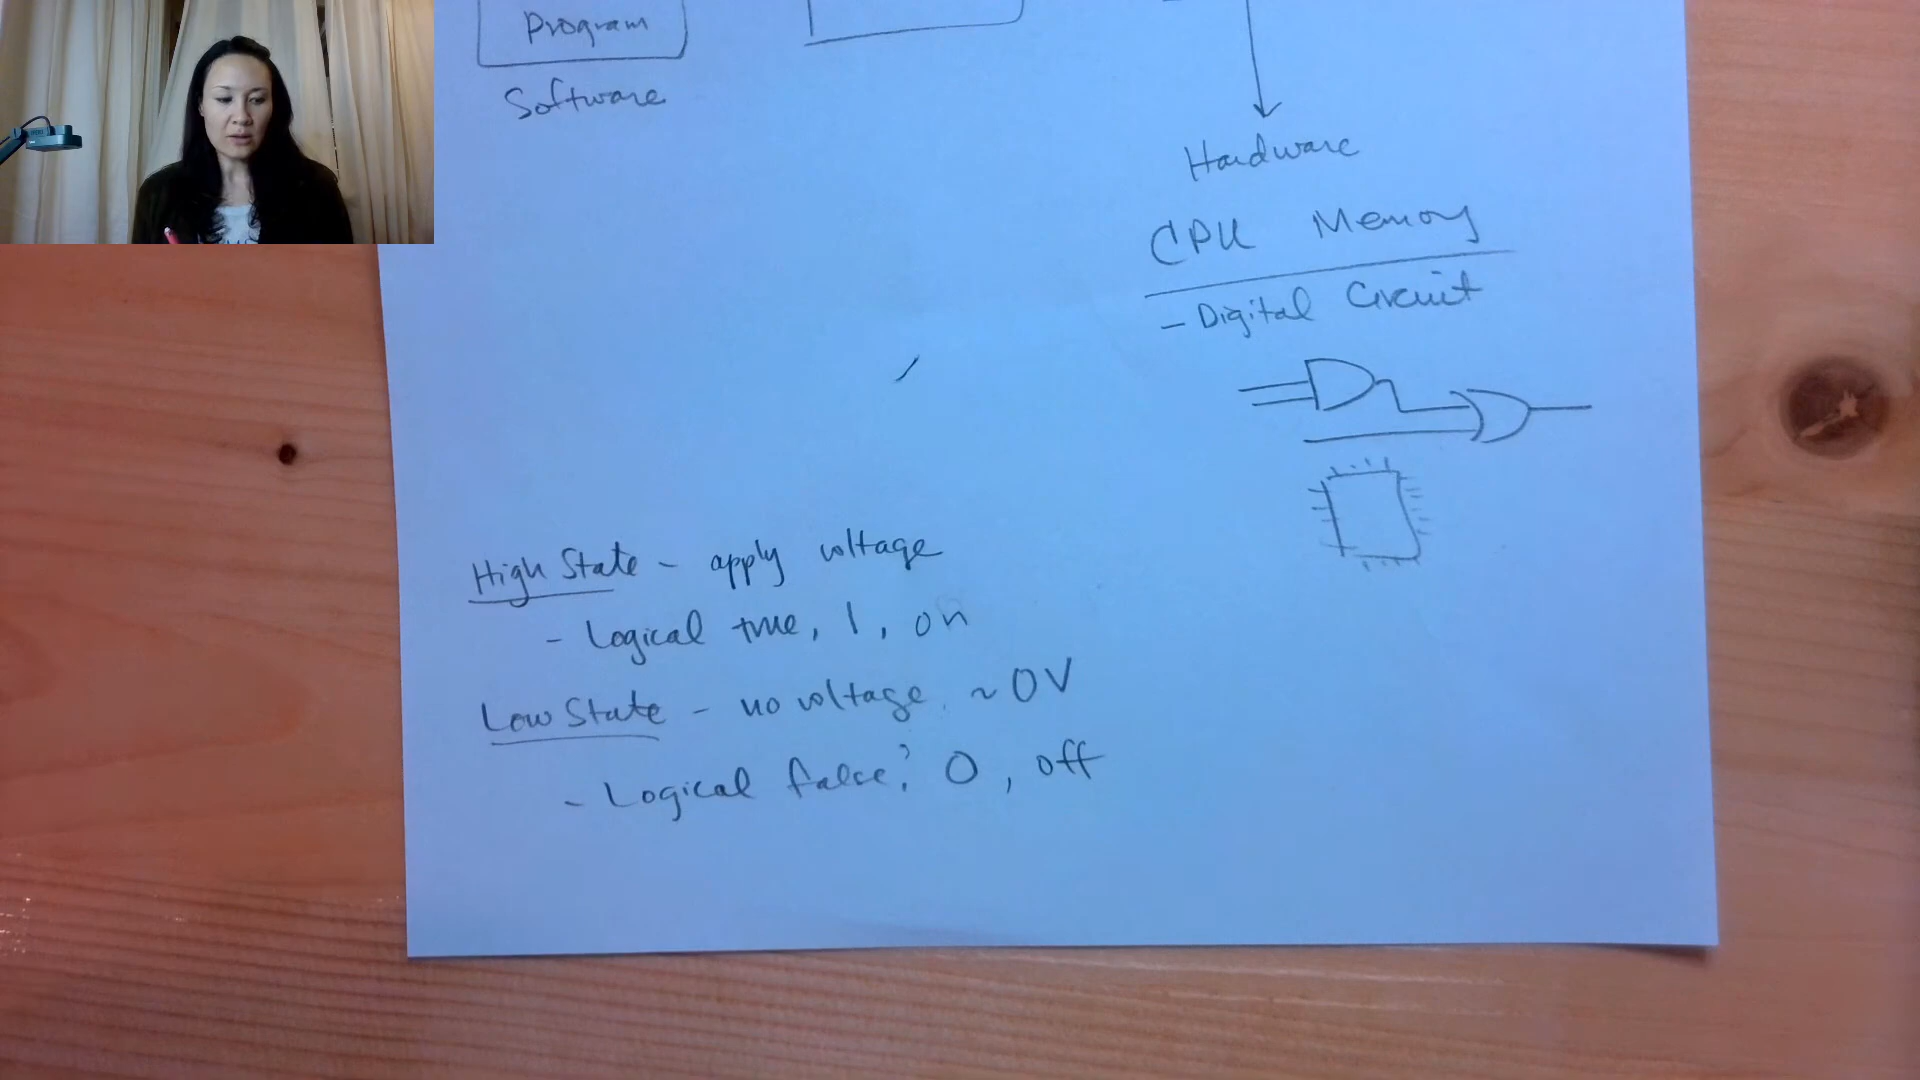 Program
Software
Hardware
CPU Memory
- Digital Circuit
High State - apply voltage
- Logical true, 1, on
Low State - no voltage, ~ 0V
- Logical false, 0, off